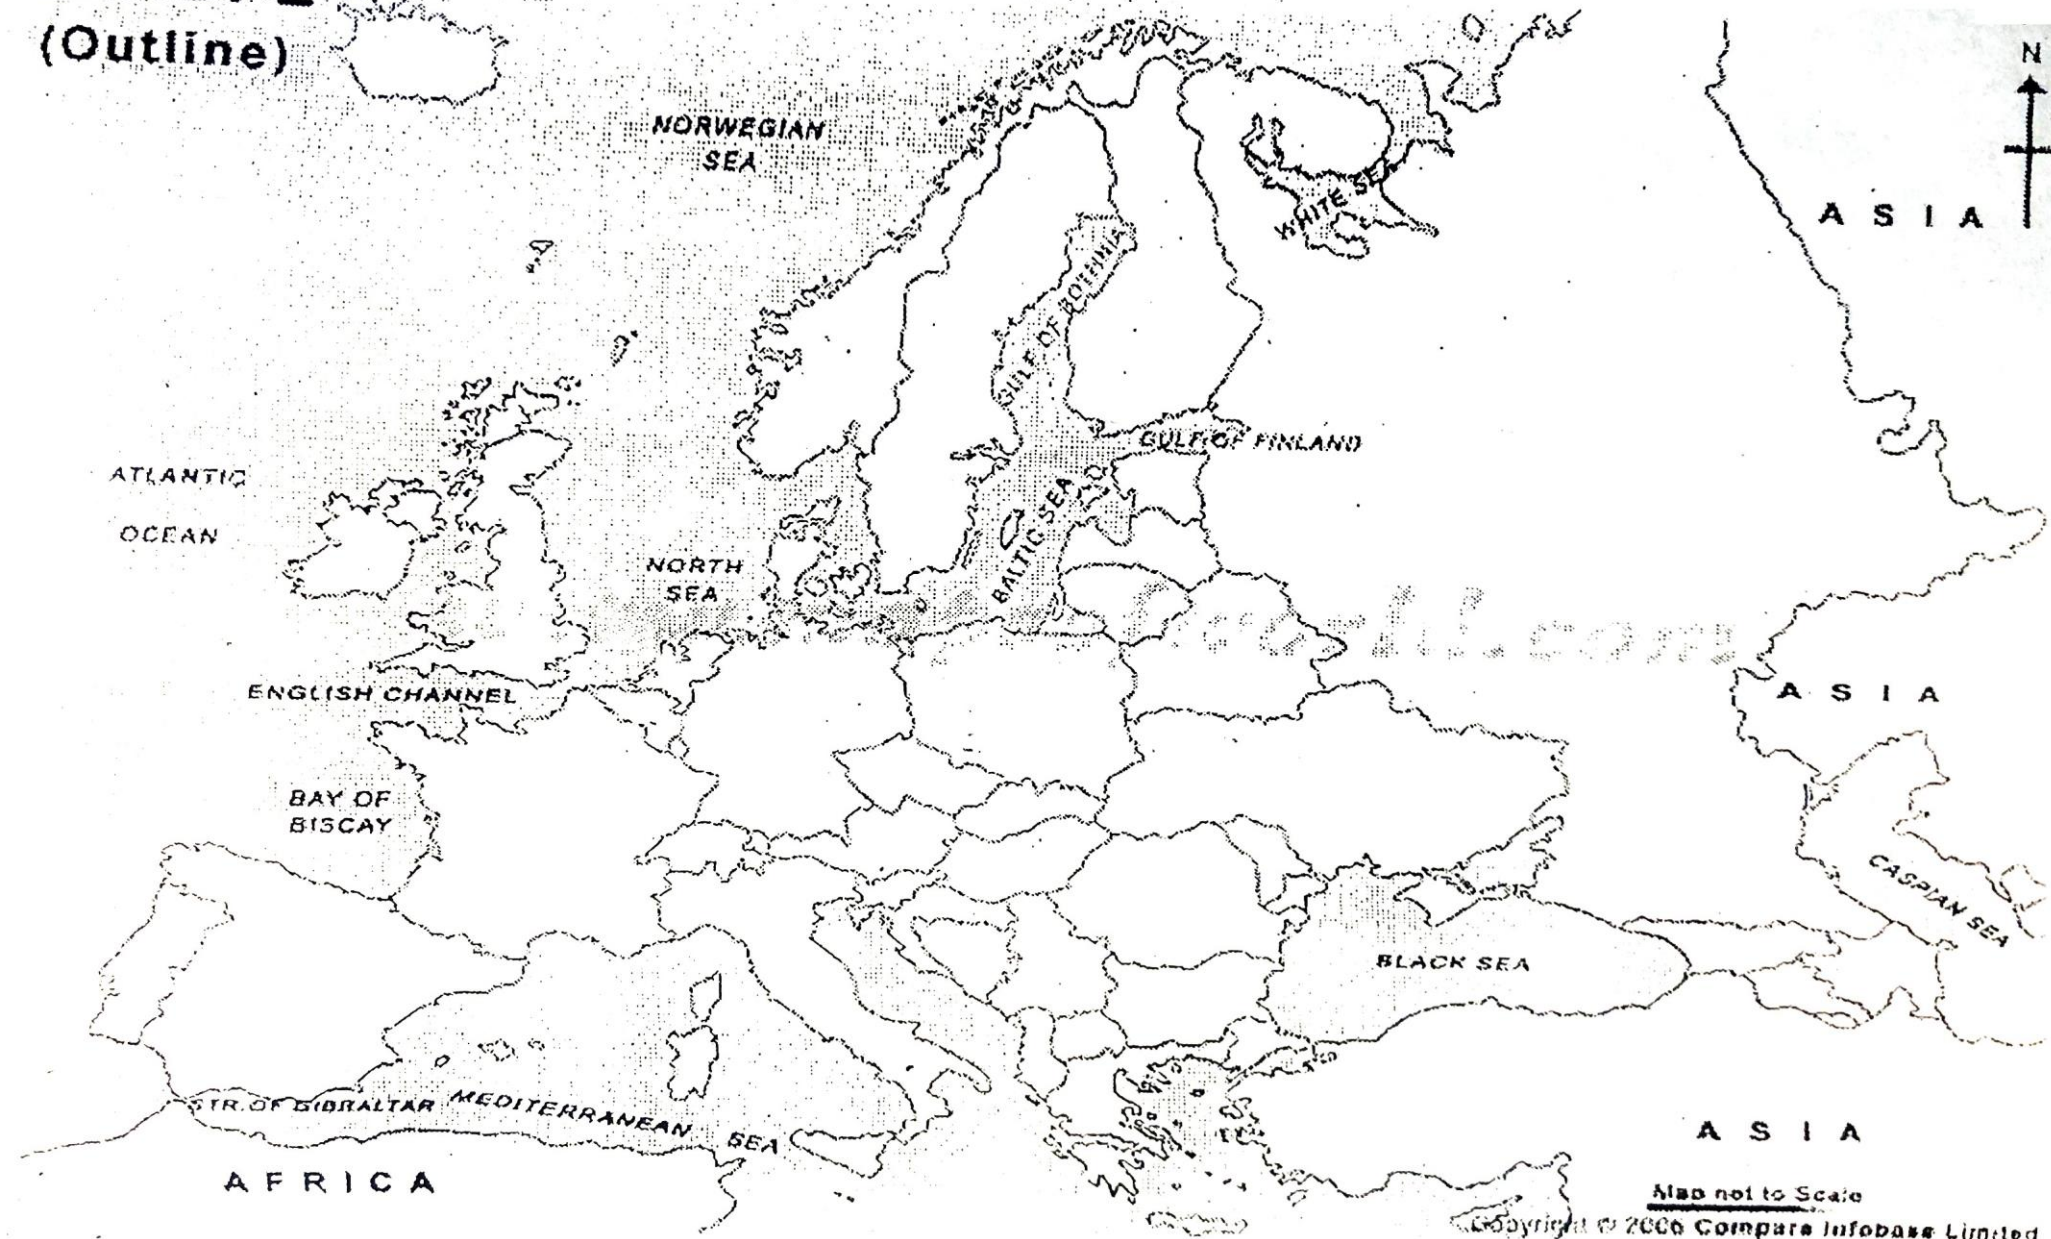 (Outline)
N
NORWEGIAN
SEA
WHITE SEA
ASIA
GULF OF BOTHNIA
GULF OF FINLAND
ATLANTIC
OCEAN
BALTIC SEA
NORTH
SEA
.com
ENGLISH CHANNEL
ASIA
BAY OF
BISCAY
CASPIAN SEA
BLACK SEA
STR. OF GIBRALTAR
MEDITERRANEAN SEA
ASIA
AFRICA
Map not to Scale
Copyright © 2006 Compare Infobase Limited